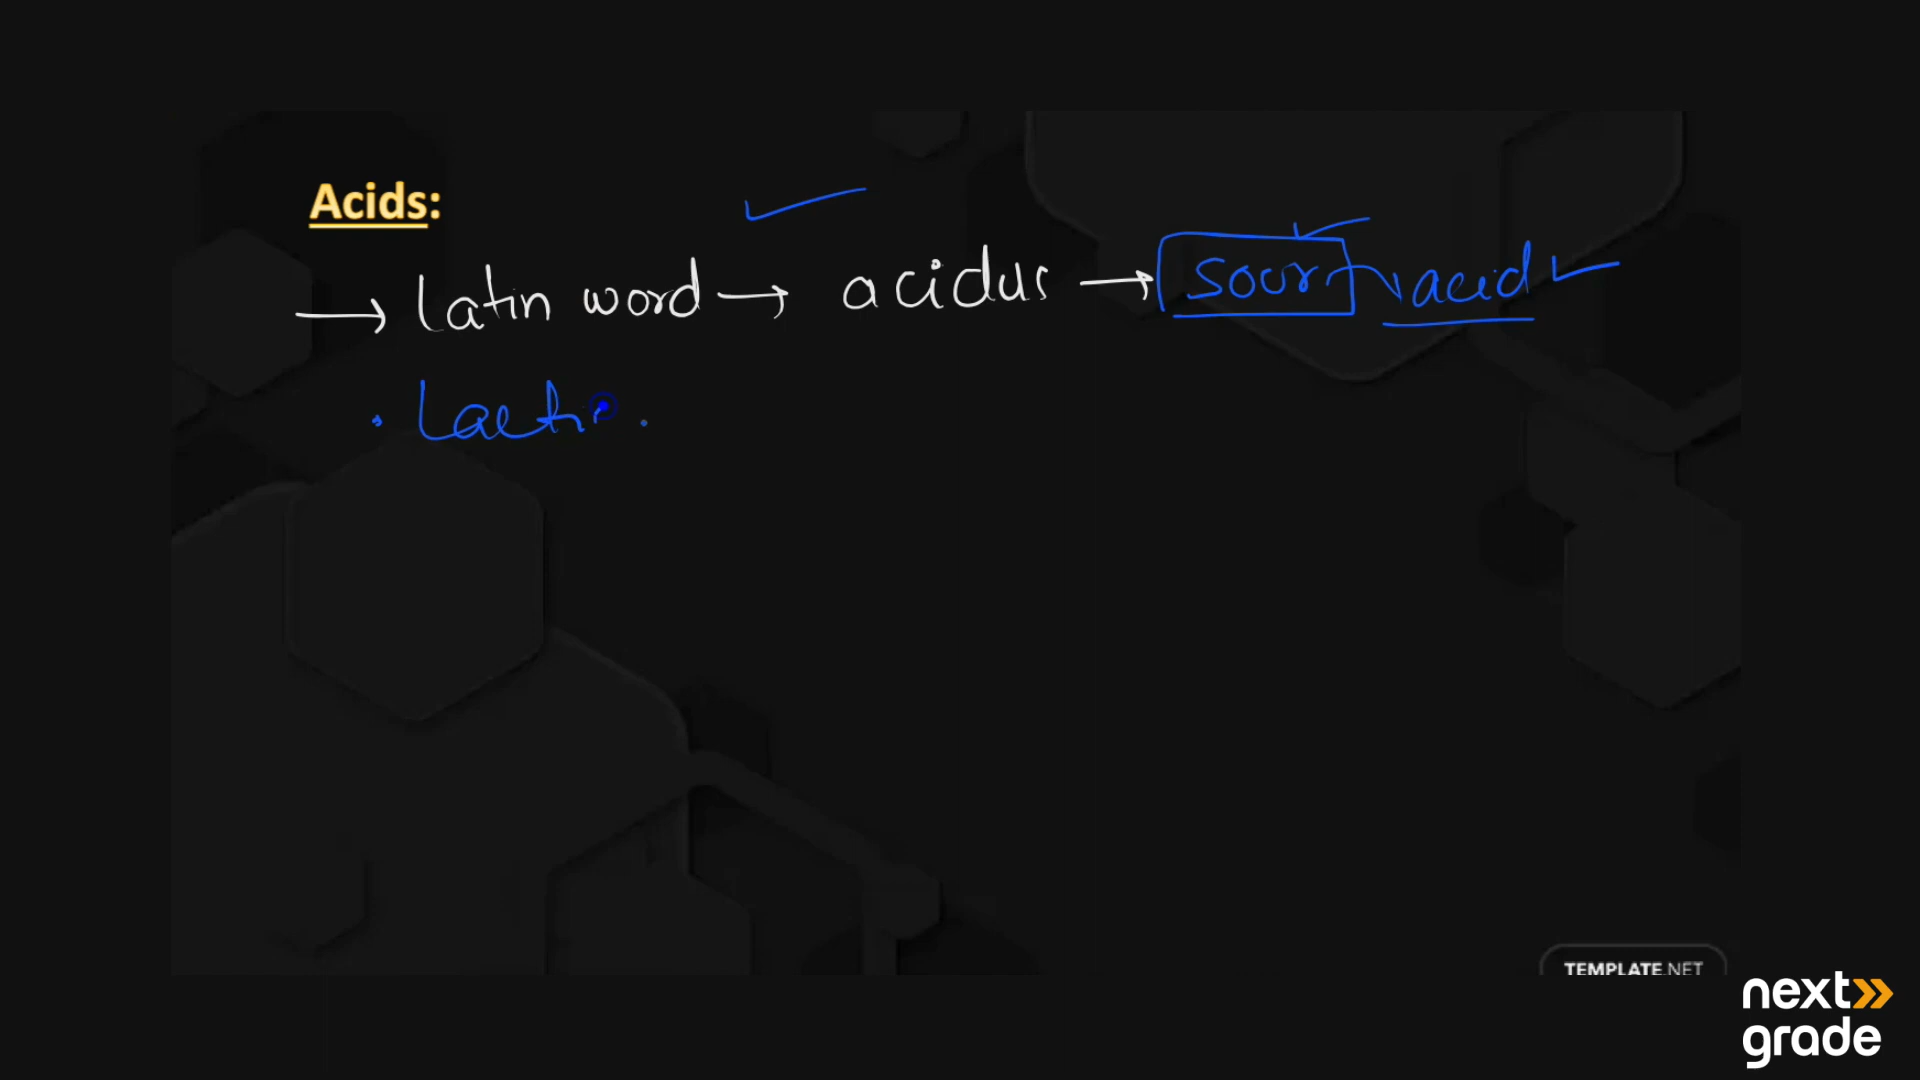 Acids:
→ Latin word → acidus → sour acid
TEMPLATE.NET
next
grade